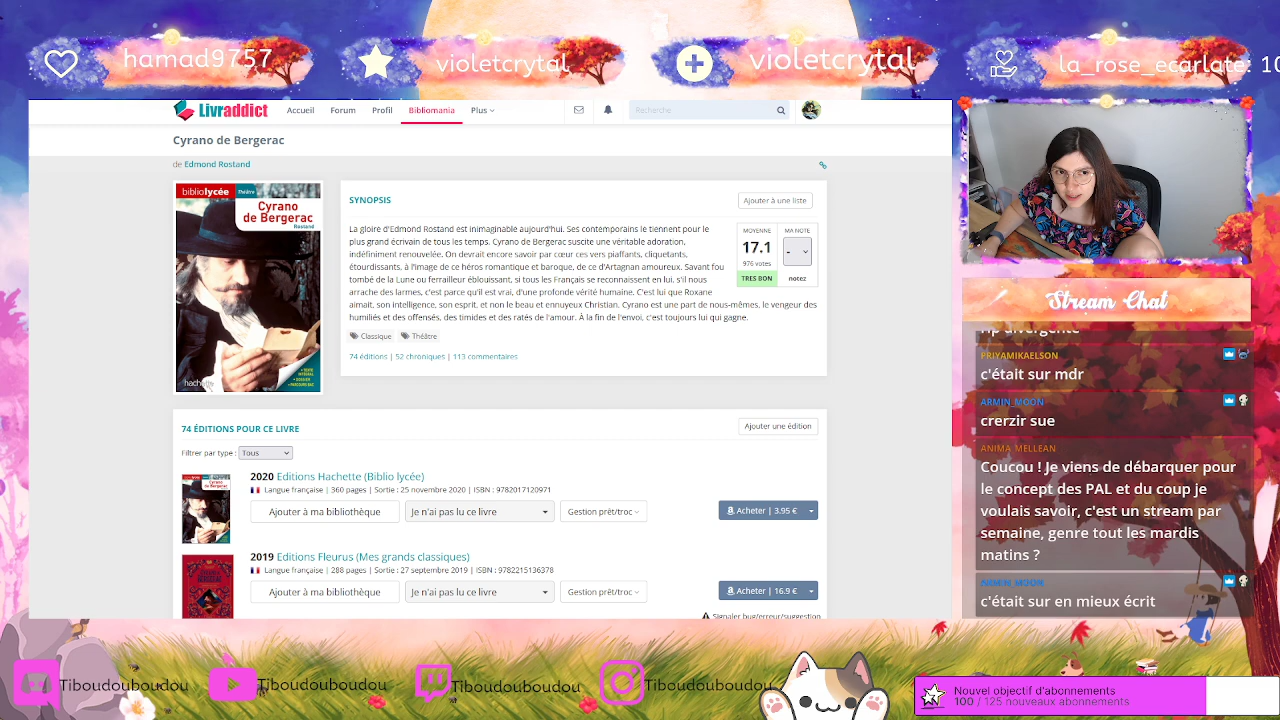 hamad9757
violetcrytal
violetcrytal
la_rose_ecarlate: 10
Livraddict
Accueil
Forum
Profil
Bibliomania
Plus
Recherche
Cyrano de Bergerac
de Edmond Rostand
bibliolycée
Théâtre
Cyrano
de Bergerac
Rostand
hachette
SYNOPSIS
Ajouter à une liste
La gloire d'Edmond Rostand est inimaginable aujourd'hui. Ses contemporains le tiennent pour le
plus grand écrivain de tous les temps. Cyrano de Bergerac suscite une véritable adoration,
indéfiniment renouvelée. On devrait encore savoir par cœur ces vers piaffants, cliquetants,
étourdissants, à l'image de ce héros romantique et baroque, de ce d'Artagnan amoureux. Savant fou
tombé de la Lune ou ferrailleur éblouissant, si tous les Français se reconnaissent en lui, s'il nous
arrache des larmes, c'est parce qu'il est vrai, d'une profonde vérité humaine. C'est lui que Roxane
aimait, son intelligence, son esprit, et non le beau et ennuyeux Christian. Cyrano est une part de nous-mêmes, le vengeur des
humiliés et des offensés, des timides et des ratés de l'amour. À la fin de l'envoi, c'est toujours lui qui gagne.
MOYENNE
17.1
976 votes
TRES BON
MA NOTE
-
notez
Classique
Théâtre
74 éditions | 52 chroniques | 113 commentaires
74 ÉDITIONS POUR CE LIVRE
Ajouter une édition
Filtrer par type : Tous
2020 Editions Hachette (Biblio lycée)
Langue française | 360 pages | Sortie : 25 novembre 2020 | ISBN : 9782017120971
Ajouter à ma bibliothèque
Je n'ai pas lu ce livre
Gestion prêt/troc
Acheter | 3.95 €
2019 Editions Fleurus (Mes grands classiques)
Langue française | 288 pages | Sortie : 27 septembre 2019 | ISBN : 9782215136378
Ajouter à ma bibliothèque
Je n'ai pas lu ce livre
Gestion prêt/troc
Acheter | 16.9 €
Signaler bug/erreur/suggestion
Stream Chat
rip divergente
PRIYAMIKAELSON
c'était sur mdr
ARMIN_MOON
crerzir sue
ANIMA_MELLEAN
Coucou ! Je viens de débarquer pour
le concept des PAL et du coup je
voulais savoir, c'est un stream par
semaine, genre tout les mardis
matins ?
ARMIN_MOON
c'était sur en mieux écrit
Tiboudouboudou
Tiboudouboudou
Tiboudouboudou
Tiboudouboudou
Nouvel objectif d'abonnements
100 / 125 nouveaux abonnements